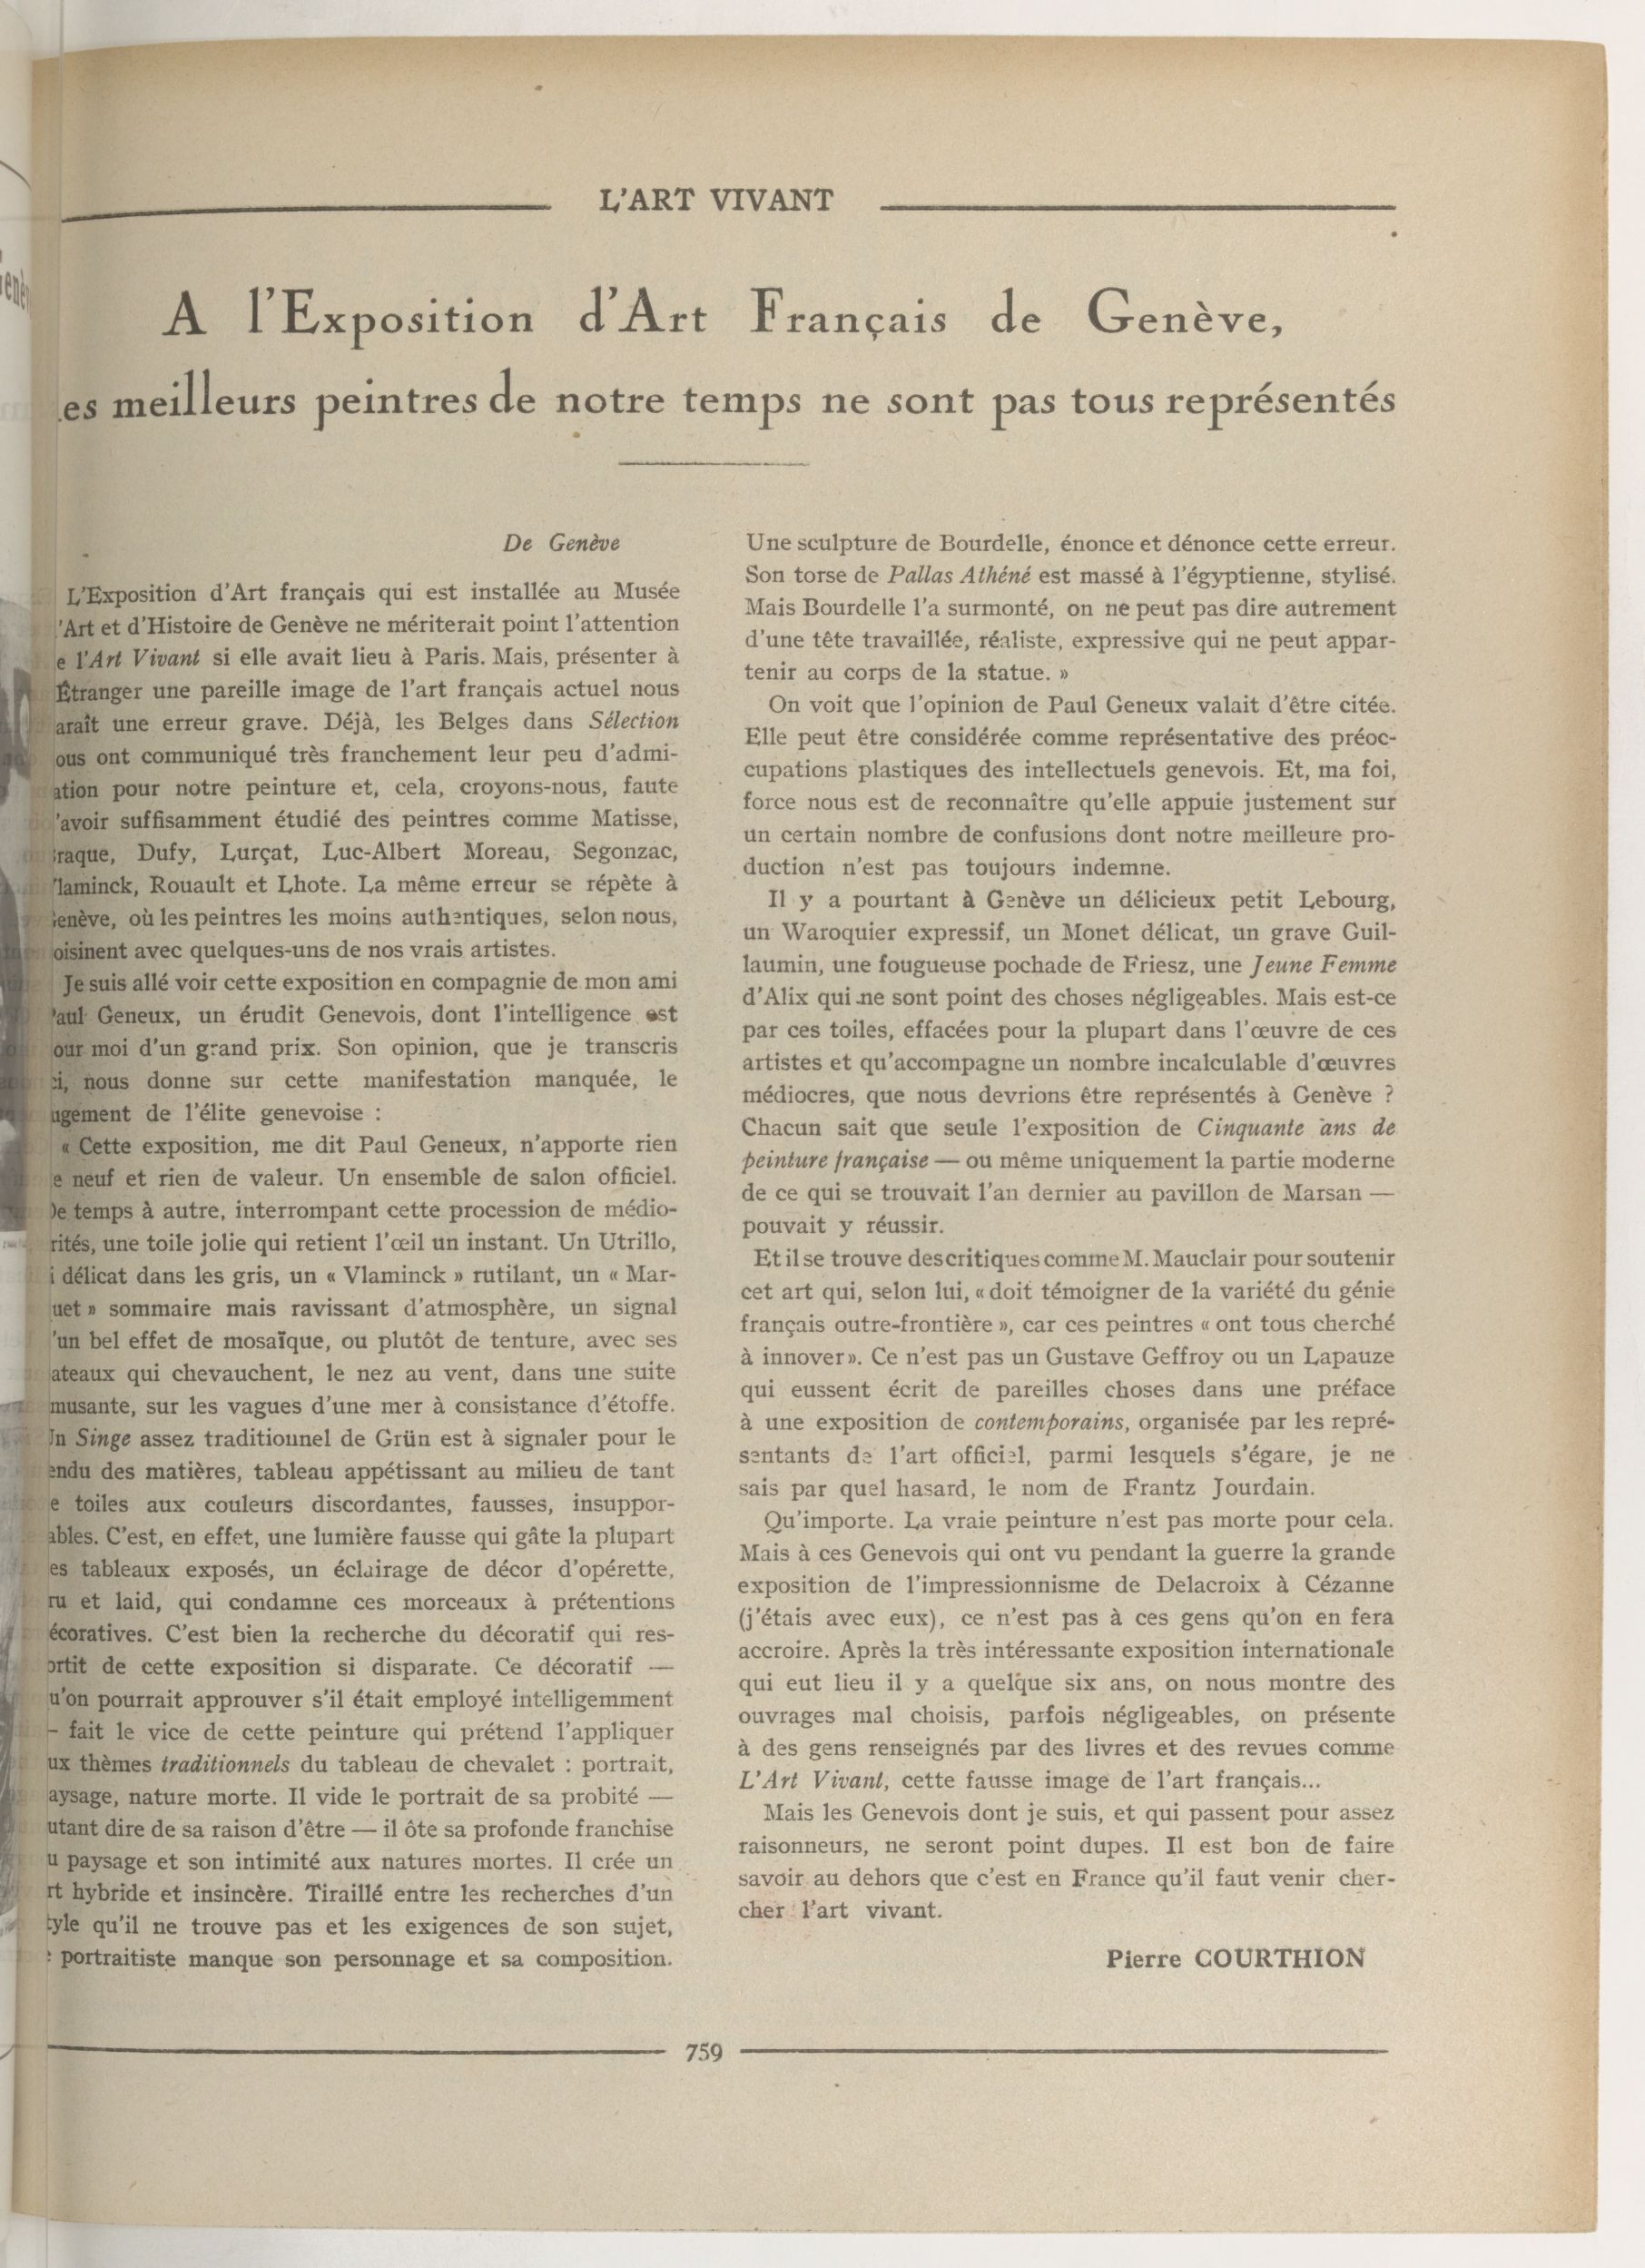 L'ART VIVANT
A l'Exposition d'Art Français de Genève,
es meilleurs peintres de notre temps ne sont pas tous représentés
De Genève
L'Exposition d'Art français qui est installée au Musée
'Art et d'Histoire de Genève ne mériterait point l'attention
e l'Art Vivant si elle avait lieu à Paris. Mais, présenter à
Étranger une pareille image de l'art français actuel nous
araît une erreur grave. Déjà, les Belges dans Sélection
ous ont communiqué très franchement leur peu d'admi-
ation pour notre peinture et, cela, croyons-nous, faute
'avoir suffisamment étudié des peintres comme Matisse,
raque, Dufy, Lurçat, Luc-Albert Moreau, Segonzac,
laminck, Rouault et Lhote. La même erreur se répète à
enève, où les peintres les moins authentiques, selon nous,
oisinent avec quelques-uns de nos vrais artistes.
Je suis allé voir cette exposition en compagnie de mon ami
aul Geneux, un érudit Genevois, dont l'intelligence est
our moi d'un grand prix. Son opinion, que je transcris
ci, nous donne sur cette manifestation manquée, le
ugement de l'élite genevoise :
« Cette exposition, me dit Paul Geneux, n'apporte rien
e neuf et rien de valeur. Un ensemble de salon officiel.
De temps à autre, interrompant cette procession de médio-
rités, une toile jolie qui retient l'œil un instant. Un Utrillo,
i délicat dans les gris, un « Vlaminck » rutilant, un « Mar-
uet » sommaire mais ravissant d'atmosphère, un signal
'un bel effet de mosaïque, ou plutôt de tenture, avec ses
ateaux qui chevauchent, le nez au vent, dans une suite
musante, sur les vagues d'une mer à consistance d'étoffe.
Un Singe assez traditionnel de Grün est à signaler pour le
endu des matières, tableau appétissant au milieu de tant
e toiles aux couleurs discordantes, fausses, insuppor-
ables. C'est, en effet, une lumière fausse qui gâte la plupart
es tableaux exposés, un éclairage de décor d'opérette,
ru et laid, qui condamne ces morceaux à prétentions
écoratives. C'est bien la recherche du décoratif qui res-
ortit de cette exposition si disparate. Ce décoratif —
u'on pourrait approuver s'il était employé intelligemment
— fait le vice de cette peinture qui prétend l'appliquer
ux thèmes traditionnels du tableau de chevalet : portrait,
aysage, nature morte. Il vide le portrait de sa probité —
utant dire de sa raison d'être — il ôte sa profonde franchise
u paysage et son intimité aux natures mortes. Il crée un
rt hybride et insincère. Tiraillé entre les recherches d'un
tyle qu'il ne trouve pas et les exigences de son sujet,
e portraitiste manque son personnage et sa composition.
Une sculpture de Bourdelle, énonce et dénonce cette erreur.
Son torse de Pallas Athéné est massé à l'égyptienne, stylisé.
Mais Bourdelle l'a surmonté, on ne peut pas dire autrement
d'une tête travaillée, réaliste, expressive qui ne peut appar-
tenir au corps de la statue. »
On voit que l'opinion de Paul Geneux valait d'être citée.
Elle peut être considérée comme représentative des préoc-
cupations plastiques des intellectuels genevois. Et, ma foi,
force nous est de reconnaître qu'elle appuie justement sur
un certain nombre de confusions dont notre meilleure pro-
duction n'est pas toujours indemne.
Il y a pourtant à Genève un délicieux petit Lebourg,
un Waroquier expressif, un Monet délicat, un grave Guil-
laumin, une fougueuse pochade de Friesz, une Jeune Femme
d'Alix qui ne sont point des choses négligeables. Mais est-ce
par ces toiles, effacées pour la plupart dans l'œuvre de ces
artistes et qu'accompagne un nombre incalculable d'œuvres
médiocres, que nous devrions être représentés à Genève ?
Chacun sait que seule l'exposition de Cinquante ans de
peinture française — ou même uniquement la partie moderne
de ce qui se trouvait l'an dernier au pavillon de Marsan —
pouvait y réussir.
Et il se trouve des critiques comme M. Mauclair pour soutenir
cet art qui, selon lui, « doit témoigner de la variété du génie
français outre-frontière », car ces peintres « ont tous cherché
à innover ». Ce n'est pas un Gustave Geffroy ou un Lapauze
qui eussent écrit de pareilles choses dans une préface
à une exposition de contemporains, organisée par les repré-
sentants de l'art officiel, parmi lesquels s'égare, je ne
sais par quel hasard, le nom de Frantz Jourdain.
Qu'importe. La vraie peinture n'est pas morte pour cela.
Mais à ces Genevois qui ont vu pendant la guerre la grande
exposition de l'impressionnisme de Delacroix à Cézanne
(j'étais avec eux), ce n'est pas à ces gens qu'on en fera
accroire. Après la très intéressante exposition internationale
qui eut lieu il y a quelque six ans, on nous montre des
ouvrages mal choisis, parfois négligeables, on présente
à des gens renseignés par des livres et des revues comme
L'Art Vivant, cette fausse image de l'art français...
Mais les Genevois dont je suis, et qui passent pour assez
raisonneurs, ne seront point dupes. Il est bon de faire
savoir au dehors que c'est en France qu'il faut venir cher-
cher l'art vivant.
Pierre COURTHION
759